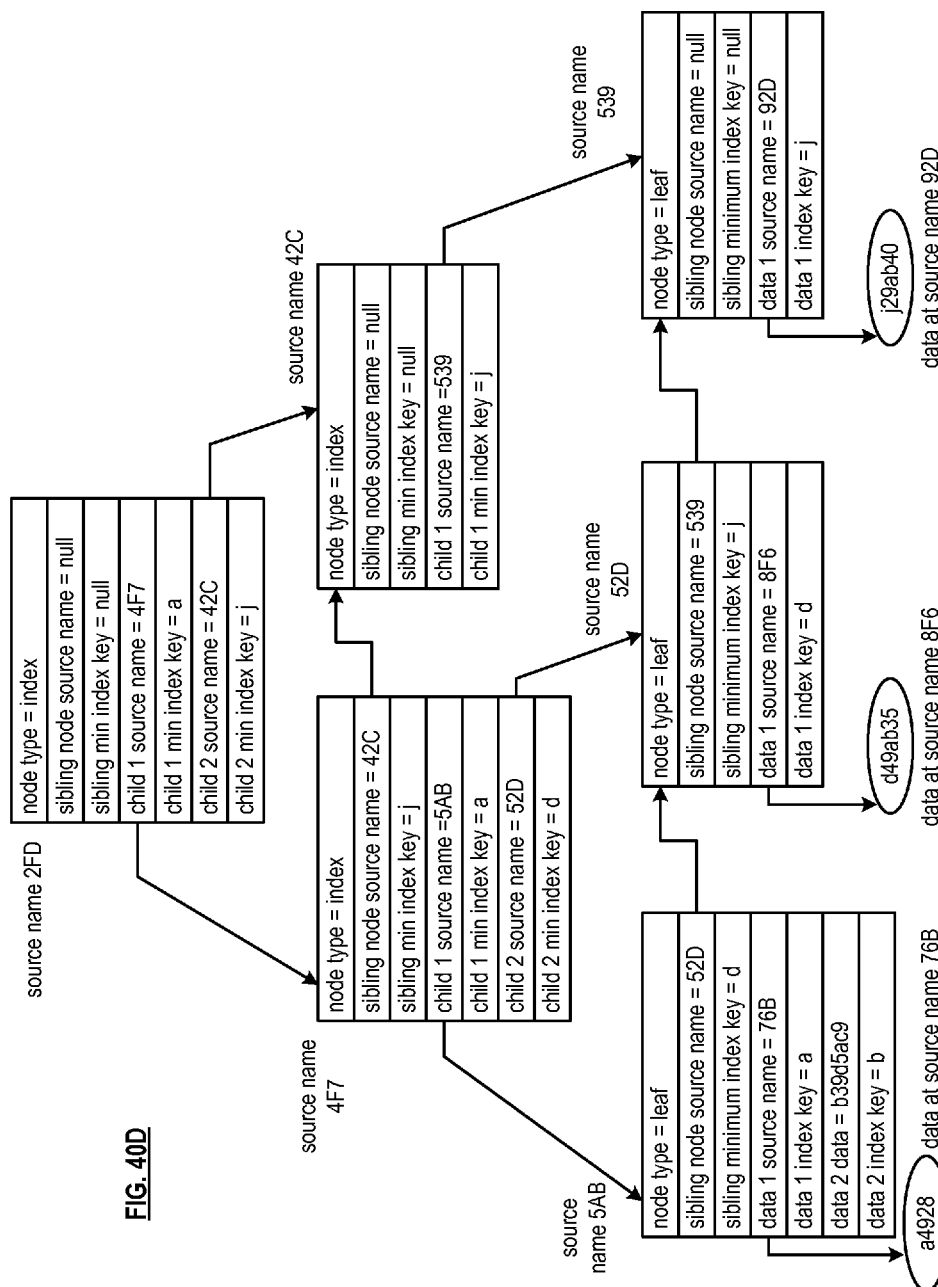 FIG. 40D
source name 2FD
node type = index
sibling node source name = null
sibling min index key = null
child 1 source name = 4F7
child 1 min index key = a
child 2 source name = 42C
child 2 min index key = j
source name
4F7
node type = index
sibling node source name = 42C
sibling min index key = j
child 1 source name =5AB
child 1 min index key = a
child 2 source name = 52D
child 2 min index key = d
source name 42C
node type = index
sibling node source name = null
sibling min index key = null
child 1 source name =539
child 1 min index key = j
source
name 5AB
node type = leaf
sibling node source name = 52D
sibling minimum index key = d
data 1 source name = 76B
data 1 index key = a
data 2 data = b39d5ac9
data 2 index key = b
a4928
data at source name 76B
source name
52D
node type = leaf
sibling node source name = 539
sibling minimum index key = j
data 1 source name = 8F6
data 1 index key = d
d49ab35
data at source name 8F6
source name
539
node type = leaf
sibling node source name = null
sibling minimum index key = null
data 1 source name = 92D
data 1 index key = j
j29ab40
data at source name 92D